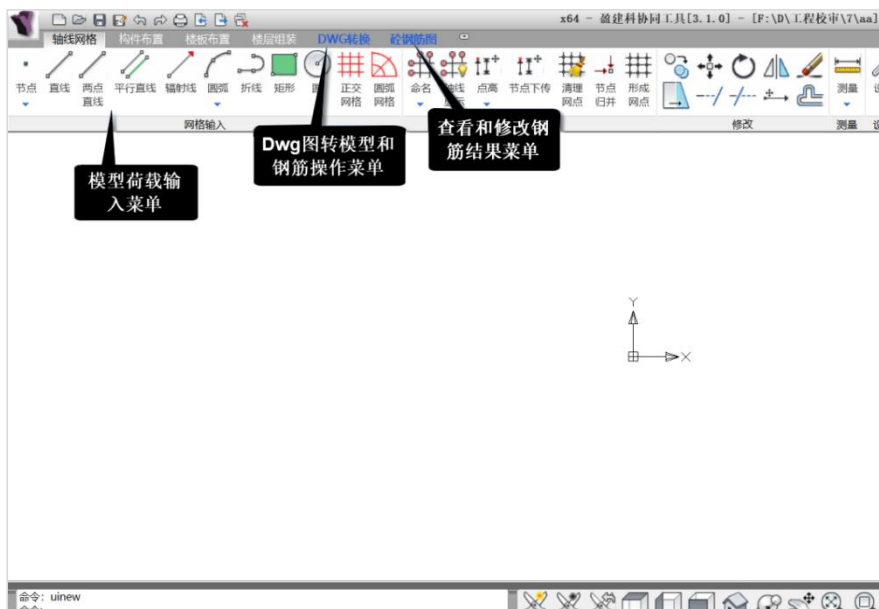 x64 - 盈建科协同工具[3.1.0] - [F:\D\工程校审\7\aa]
轴线网格 构件布置 楼板布置 楼层组装 DWG转换 砼钢筋图
节点 直线 两点直线 平行直线 辐射线 圆弧 折线 矩形 正交网格 圆弧网格 命名 点高 节点下传 清理网点 节点归并 形成网点 测量
网格输入 修改 测量
Dwg图转模型和
钢筋操作菜单
查看和修改钢
筋结果菜单
模型荷载输
入菜单
Y
X
命令: uinew
命令: